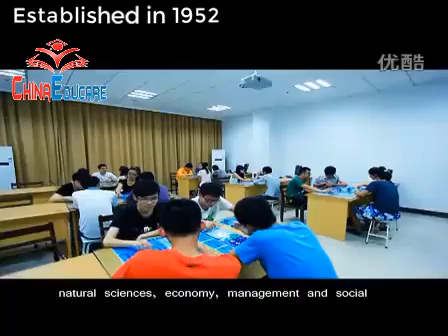 Established in 1952
优酷
CHINAEDUCARE
natural sciences、economy、management and social